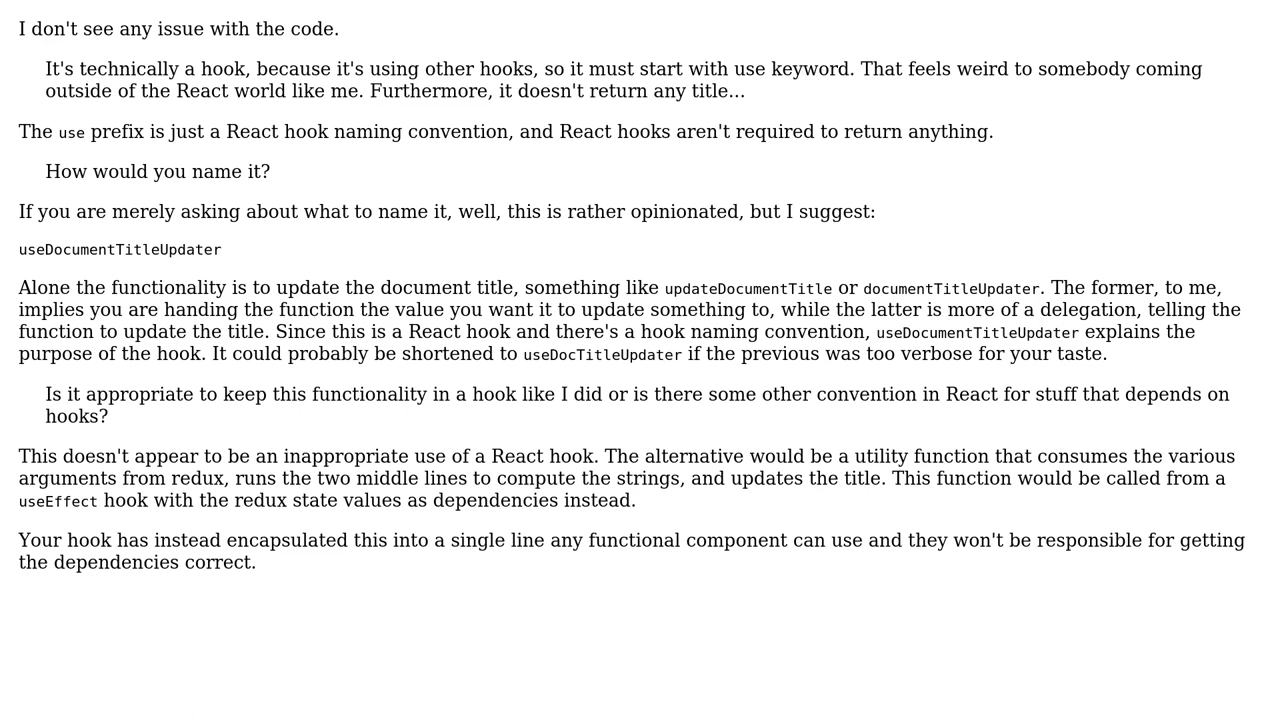 I don't see any issue with the code.
It's technically a hook, because it's using other hooks, so it must start with use keyword. That feels weird to somebody coming
outside of the React world like me. Furthermore, it doesn't return any title...
The use prefix is just a React hook naming convention, and React hooks aren't required to return anything.
How would you name it?
If you are merely asking about what to name it, well, this is rather opinionated, but I suggest:
useDocumentTitleUpdater
Alone the functionality is to update the document title, something like updateDocumentTitle or documentTitleUpdater. The former, to me,
implies you are handing the function the value you want it to update something to, while the latter is more of a delegation, telling the
function to update the title. Since this is a React hook and there's a hook naming convention, useDocumentTitleUpdater explains the
purpose of the hook. It could probably be shortened to useDocTitleUpdater if the previous was too verbose for your taste.
Is it appropriate to keep this functionality in a hook like I did or is there some other convention in React for stuff that depends on
hooks?
This doesn't appear to be an inappropriate use of a React hook. The alternative would be a utility function that consumes the various
arguments from redux, runs the two middle lines to compute the strings, and updates the title. This function would be called from a
useEffect hook with the redux state values as dependencies instead.
Your hook has instead encapsulated this into a single line any functional component can use and they won't be responsible for getting
the dependencies correct.